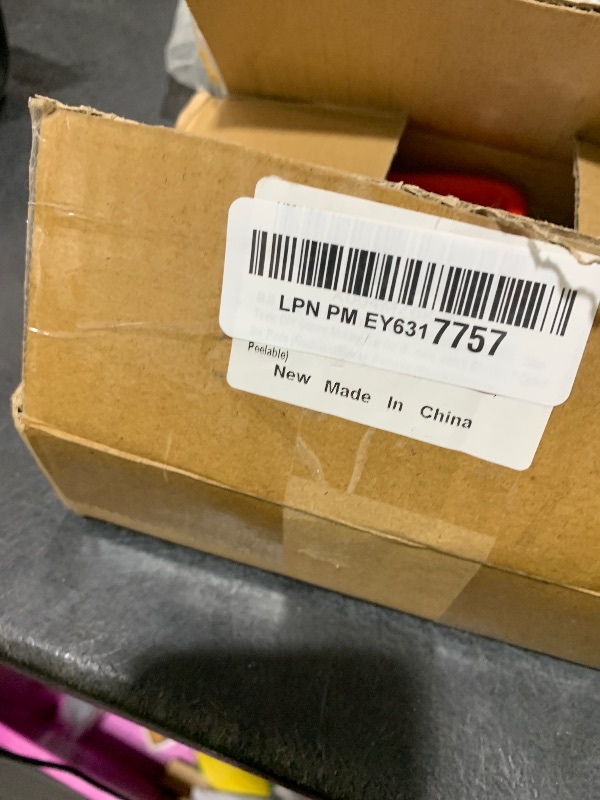 LPN PM EY6317757
Peelable)
New Made In China